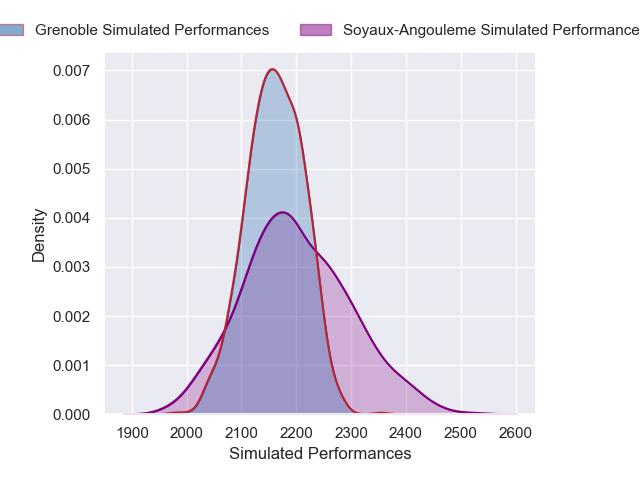 Grenoble Simulated Performances
Soyaux-Angouleme Simulated Performance
0.007
0.006
0.005
0.004
0.003
0.002
0.001
0.000
Density
1900 2000 2100 2200 2300 2400 2500 2600
Simulated Performances